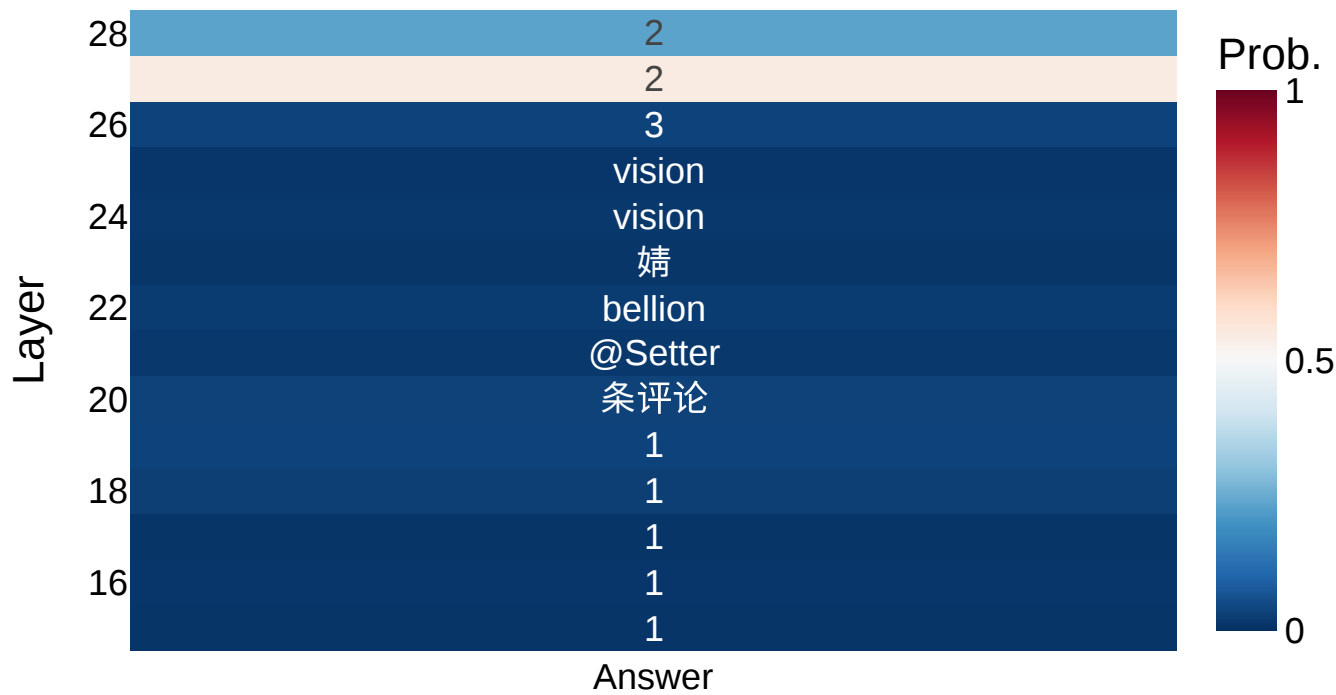 28
2
Prob.
2
1
26
3
vision
24
vision
婧
22
bellion
Layer
@Setter
0.5
20
条评论
1
18
1
1
16
1
1
0
Answer